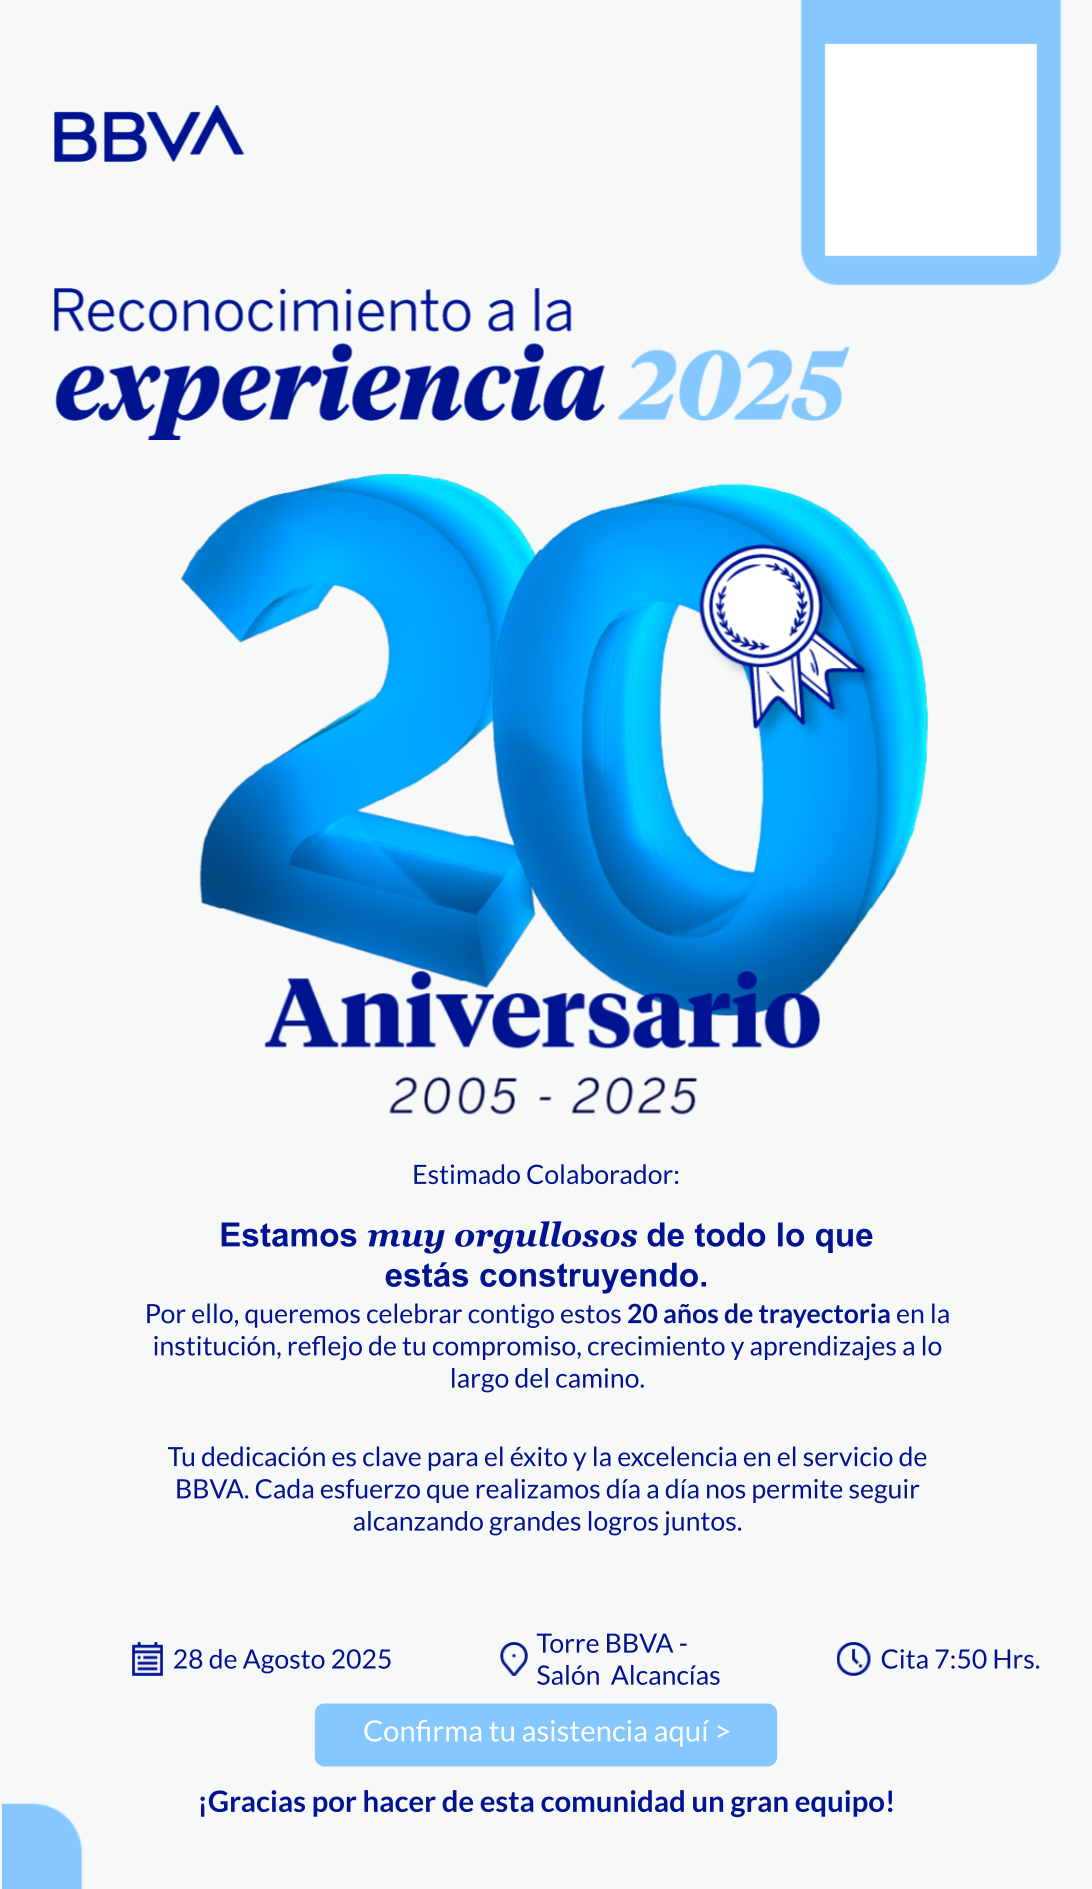 BBVA
Reconocimiento a la
experiencia 2025
20
Aniversario
2005 - 2025
Estimado Colaborador:
Estamos muy orgullosos de todo lo que
estás construyendo.
Por ello, queremos celebrar contigo estos 20 años de trayectoria en la
institución, reflejo de tu compromiso, crecimiento y aprendizajes a lo
largo del camino.
Tu dedicación es clave para el éxito y la excelencia en el servicio de
BBVA. Cada esfuerzo que realizamos día a día nos permite seguir
alcanzando grandes logros juntos.
28 de Agosto 2025
Torre BBVA -
Salón Alcancías
Cita 7:50 Hrs.
Confirma tu asistencia aquí >
¡Gracias por hacer de esta comunidad un gran equipo!